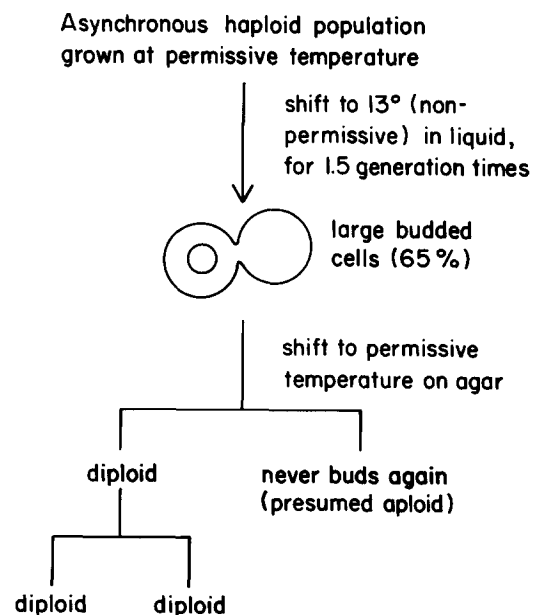 Asynchronous haploid population
grown at permissive temperature
shift to 13° (non-
permissive) in liquid,
for 1.5 generation times
large budded
cells (65%)
shift to permissive
temperature on agar
diploid
never buds again
(presumed aploid)
diploid
diploid